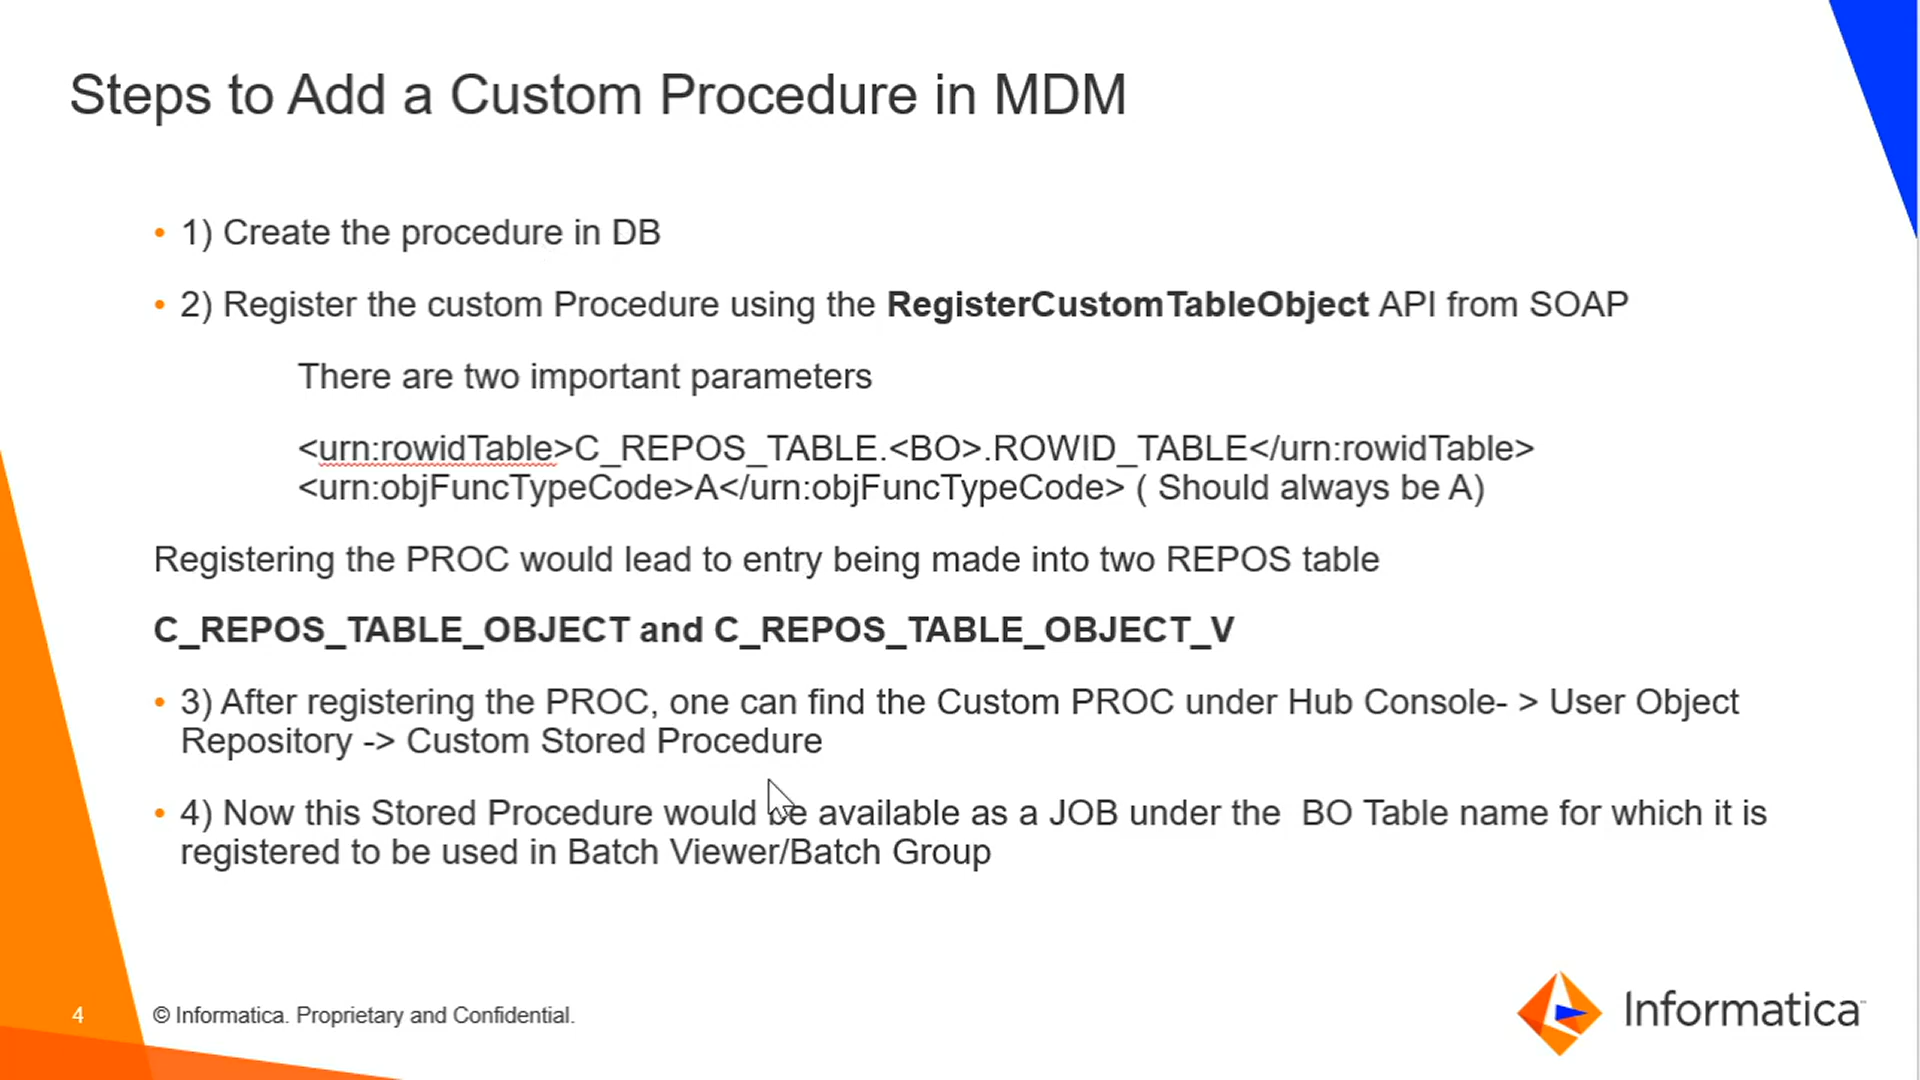 Steps to Add a Custom Procedure in MDM
• 1) Create the procedure in DB
• 2) Register the custom Procedure using the RegisterCustomTableObject API from SOAP
There are two important parameters
<urn:rowidTable>C_REPOS_TABLE.<BO>.ROWID_TABLE</urn:rowidTable>
<urn:objFuncTypeCode>A</urn:objFuncTypeCode> ( Should always be A)
Registering the PROC would lead to entry being made into two REPOS table
C_REPOS_TABLE_OBJECT and C_REPOS_TABLE_OBJECT_V
• 3) After registering the PROC, one can find the Custom PROC under Hub Console- > User Object
Repository -> Custom Stored Procedure
• 4) Now this Stored Procedure would be available as a JOB under the  BO Table name for which it is
registered to be used in Batch Viewer/Batch Group
4
© Informatica. Proprietary and Confidential.
Informatica